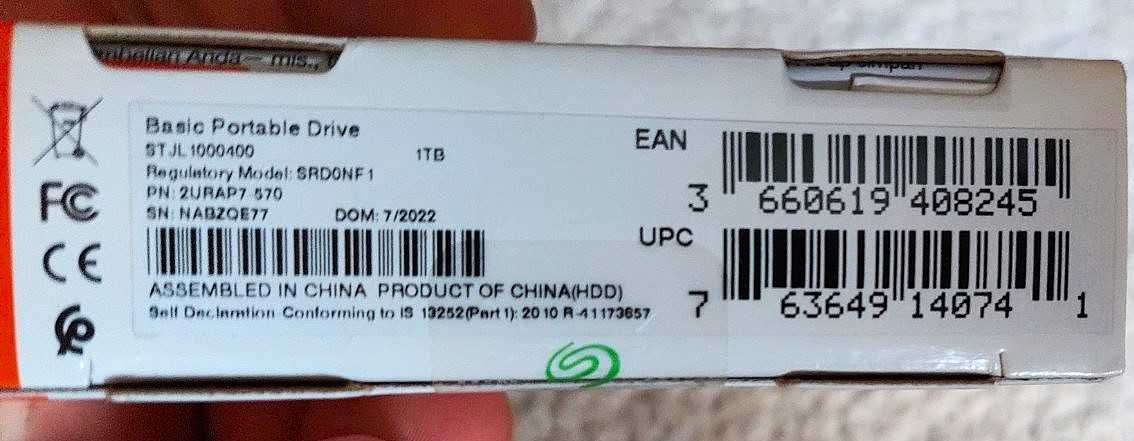 Basic Portable Drive
STJL1000400 1TB
Regulatory Model: SRD0NF1
PN: 2URAP7-570
SN: NABZQE77 DOM: 7/2022
ASSEMBLED IN CHINA PRODUCT OF CHINA(HDD)
Self Declaration Conforming to IS 13252(Part 1): 2010 R-41173657
EAN
3 660619 408245
UPC
7 63649 14074 1
FC
CE